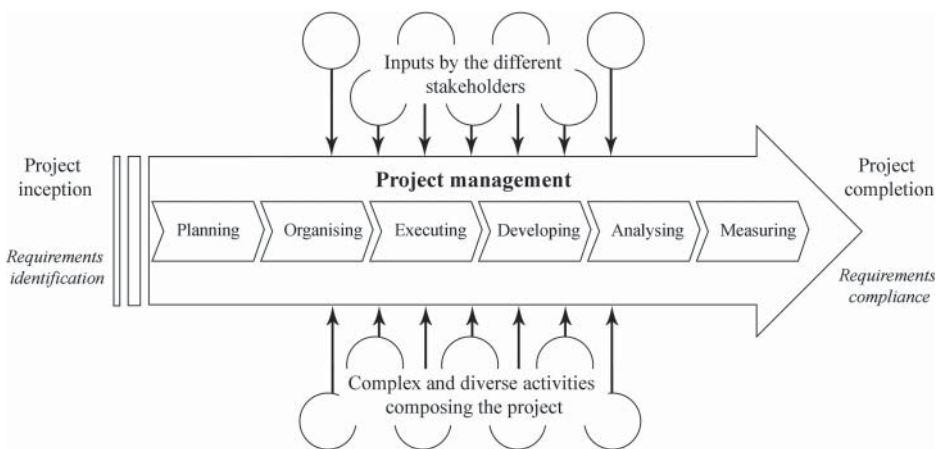 Inputs by the different
stakeholders
Project
inception
Project management
Project
completion
Planning
Organising
Executing
Developing
Analysing
Measuring
Requirements
identification
Requirements
compliance
Complex and diverse activities
composing the project